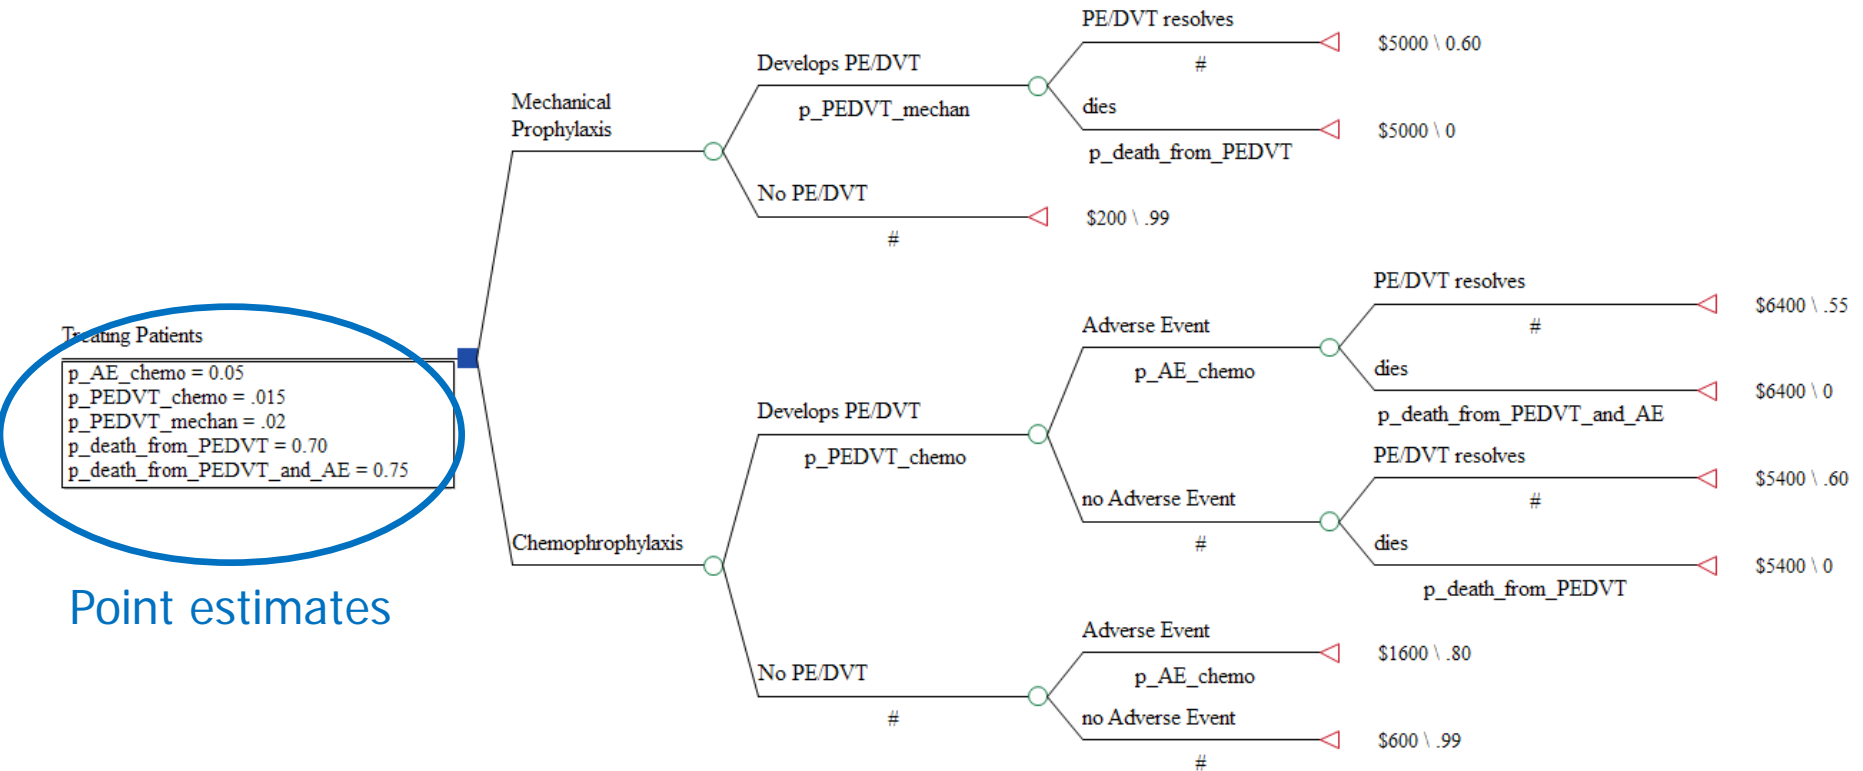 PE/DVT resolves
$5000 \ 0.60
#
Develops PE/DVT
p_PEDVT_mechan
dies
$5000 \ 0
p_death_from_PEDVT
Mechanical
Prophylaxis
No PE/DVT
$200 \ .99
#
Treating Patients
p_AE_chemo = 0.05
p_PEDVT_chemo = .015
p_PEDVT_mechan = .02
p_death_from_PEDVT = 0.70
p_death_from_PEDVT_and_AE = 0.75
Point estimates
PE/DVT resolves
$6400 \ .55
#
Adverse Event
p_AE_chemo
dies
$6400 \ 0
p_death_from_PEDVT_and_AE
Develops PE/DVT
p_PEDVT_chemo
PE/DVT resolves
$5400 \ .60
#
no Adverse Event
#
dies
$5400 \ 0
p_death_from_PEDVT
Chemophrophylaxis
Adverse Event
$1600 \ .80
p_AE_chemo
No PE/DVT
#
no Adverse Event
$600 \ .99
#